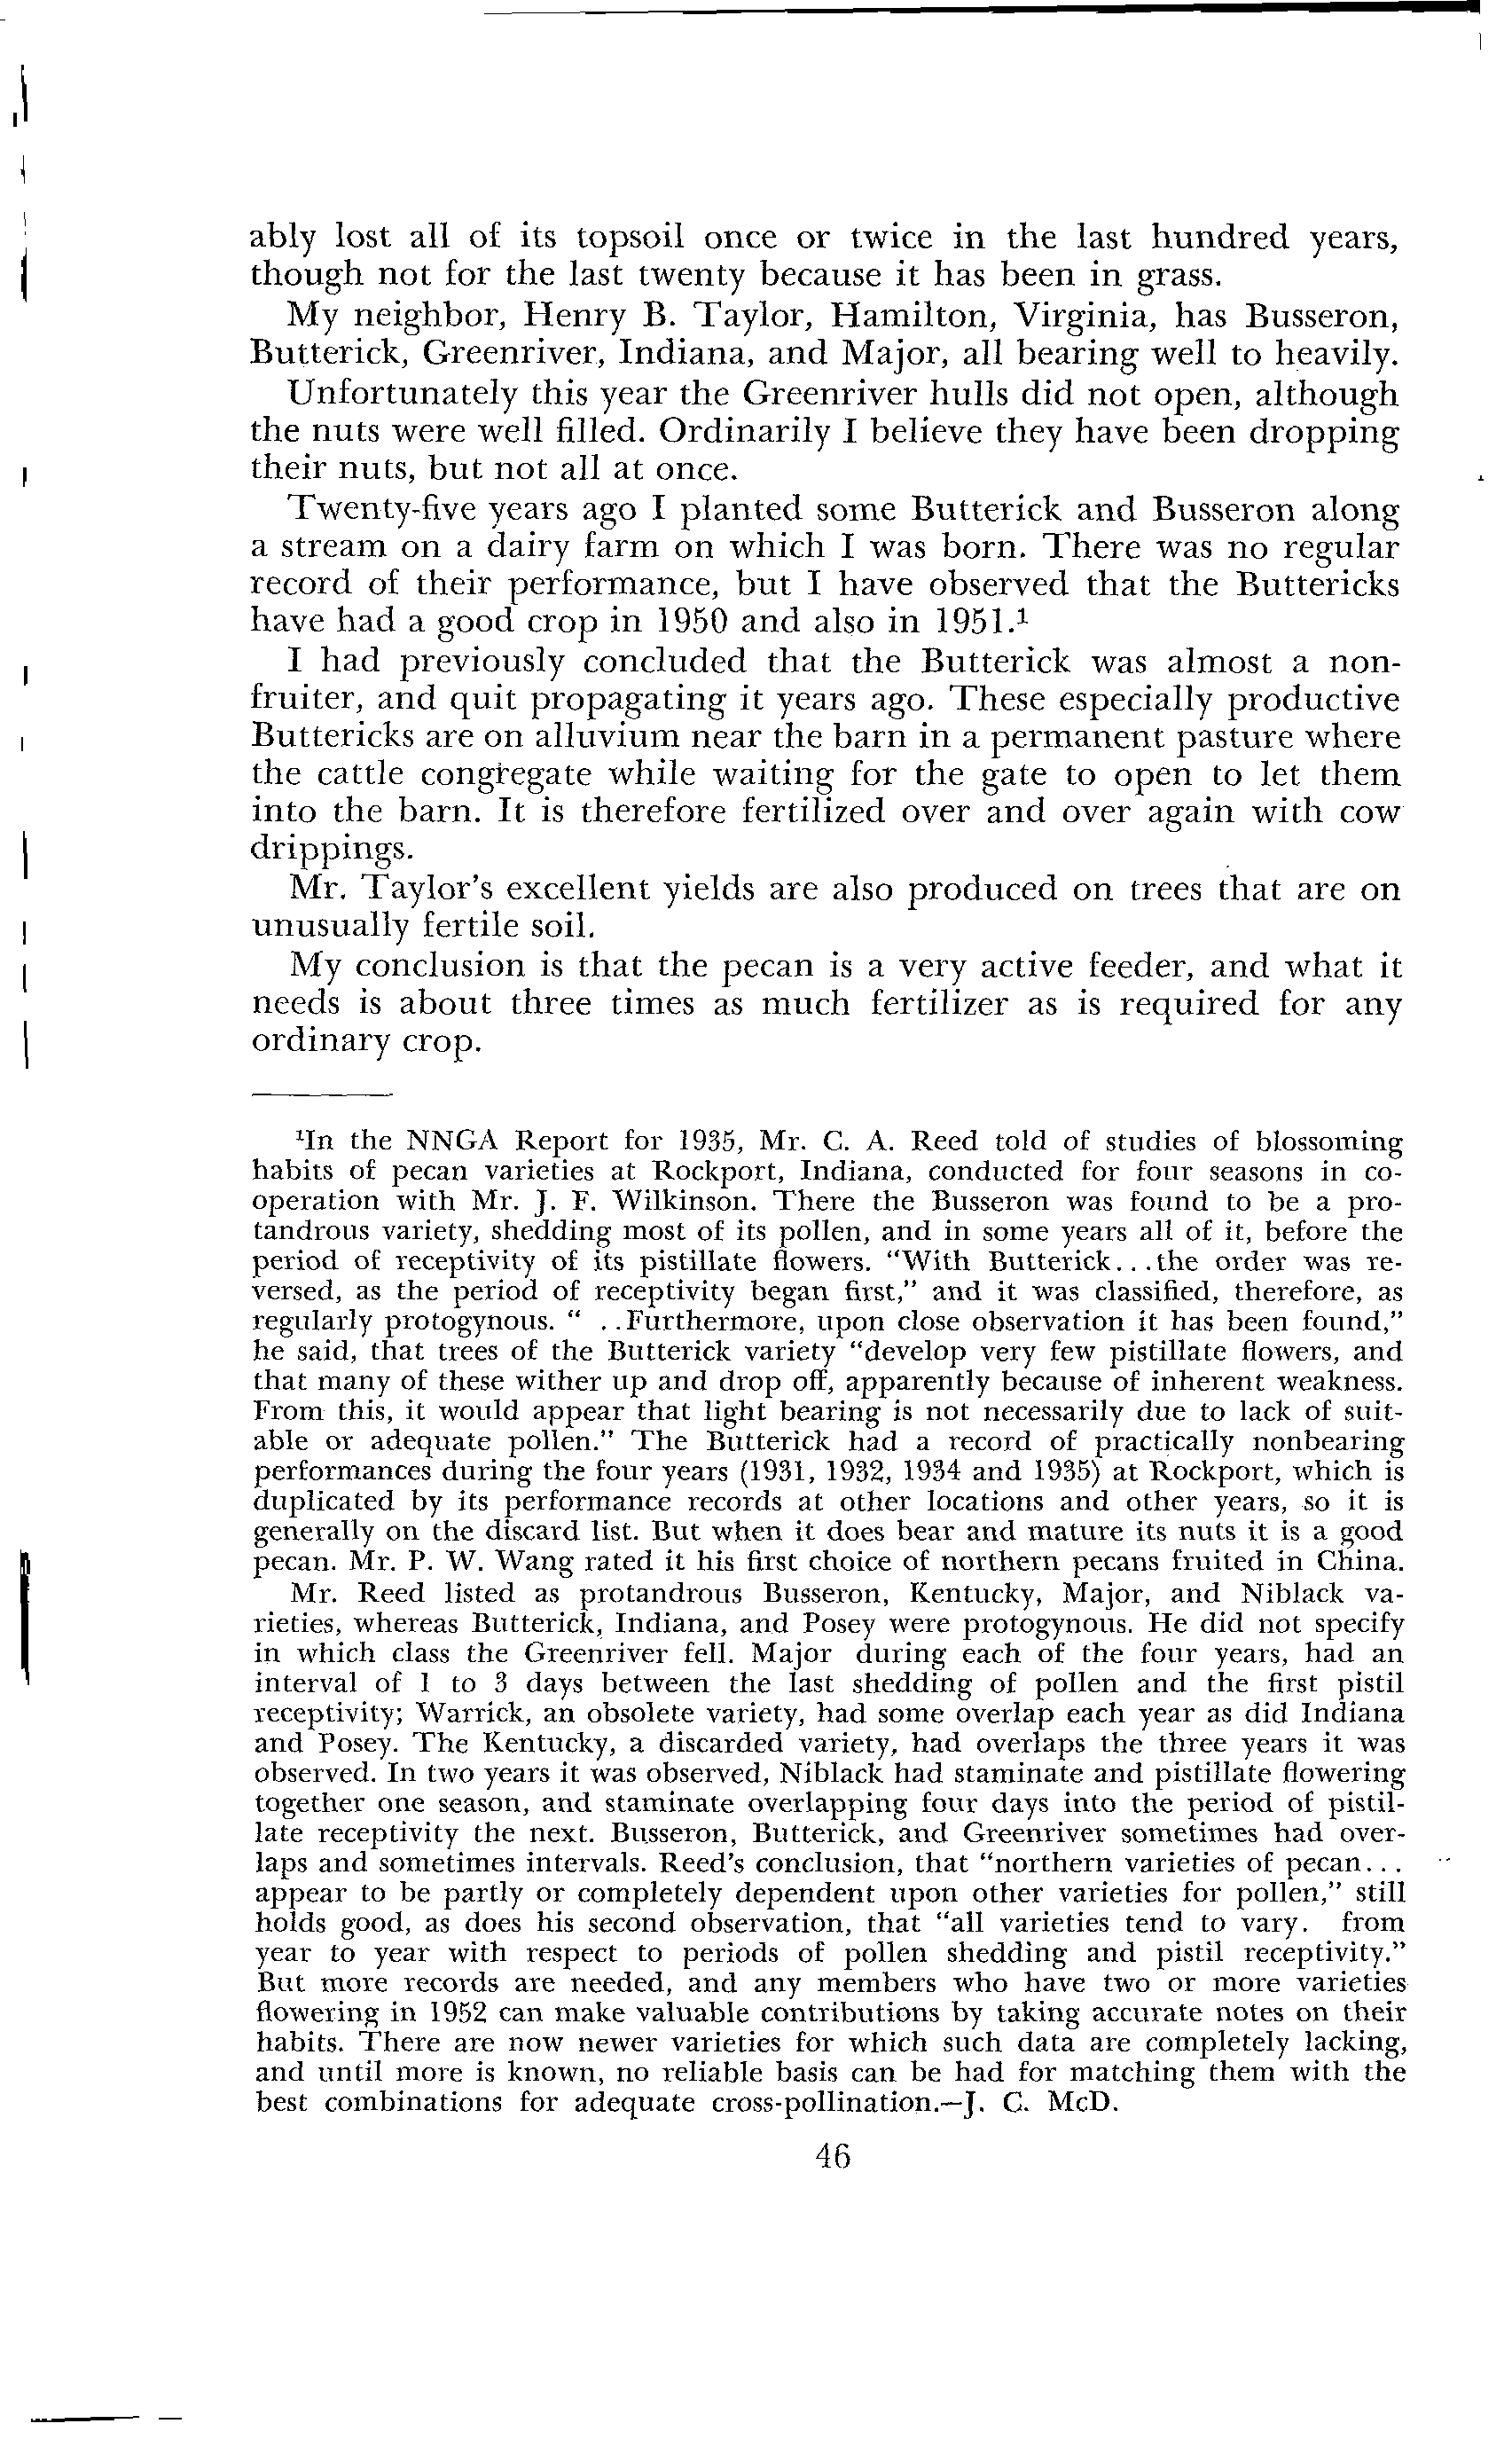 ably lost all of its topsoil once or twice in the last hundred years,
though not for the last twenty because it has been in grass.
My neighbor, Henry B. Taylor, Hamilton, Virginia, has Busseron,
Butterick, Greenriver, Indiana, and Major, all bearing well to heavily.
Unfortunately this year the Greenriver hulls did not open, although
the nuts were well filled. Ordinarily I believe they have been dropping
their nuts, but not all at once.
Twenty-five years ago I planted some Butterick and Busseron along
a stream on a dairy farm on which I was born. There was no regular
record of their performance, but I have observed that the Buttericks
have had a good crop in 1950 and also in 1951.¹
I had previously concluded that the Butterick was almost a non-
fruiter, and quit propagating it years ago. These especially productive
Buttericks are on alluvium near the barn in a permanent pasture where
the cattle congregate while waiting for the gate to open to let them
into the barn. It is therefore fertilized over and over again with cow
drippings.
Mr. Taylor's excellent yields are also produced on trees that are on
unusually fertile soil.
My conclusion is that the pecan is a very active feeder, and what it
needs is about three times as much fertilizer as is required for any
ordinary crop.
¹In the NNGA Report for 1935, Mr. C. A. Reed told of studies of blossoming
habits of pecan varieties at Rockport, Indiana, conducted for four seasons in co-
operation with Mr. J. F. Wilkinson. There the Busseron was found to be a pro-
tandrous variety, shedding most of its pollen, and in some years all of it, before the
period of receptivity of its pistillate flowers. "With Butterick...the order was re-
versed, as the period of receptivity began first," and it was classified, therefore, as
regularly protogynous. " ..Furthermore, upon close observation it has been found,"
he said, that trees of the Butterick variety "develop very few pistillate flowers, and
that many of these wither up and drop off, apparently because of inherent weakness.
From this, it would appear that light bearing is not necessarily due to lack of suit-
able or adequate pollen." The Butterick had a record of practically nonbearing
performances during the four years (1931, 1932, 1934 and 1935) at Rockport, which is
duplicated by its performance records at other locations and other years, so it is
generally on the discard list. But when it does bear and mature its nuts it is a good
pecan. Mr. P. W. Wang rated it his first choice of northern pecans fruited in China.
Mr. Reed listed as protandrous Busseron, Kentucky, Major, and Niblack va-
rieties, whereas Butterick, Indiana, and Posey were protogynous. He did not specify
in which class the Greenriver fell. Major during each of the four years, had an
interval of 1 to 3 days between the last shedding of pollen and the first pistil
receptivity; Warrick, an obsolete variety, had some overlap each year as did Indiana
and Posey. The Kentucky, a discarded variety, had overlaps the three years it was
observed. In two years it was observed, Niblack had staminate and pistillate flowering
together one season, and staminate overlapping four days into the period of pistil-
late receptivity the next. Busseron, Butterick, and Greenriver sometimes had over-
laps and sometimes intervals. Reed's conclusion, that "northern varieties of pecan...
appear to be partly or completely dependent upon other varieties for pollen," still
holds good, as does his second observation, that "all varieties tend to vary. from
year to year with respect to periods of pollen shedding and pistil receptivity."
But more records are needed, and any members who have two or more varieties
flowering in 1952 can make valuable contributions by taking accurate notes on their
habits. There are now newer varieties for which such data are completely lacking,
and until more is known, no reliable basis can be had for matching them with the
best combinations for adequate cross-pollination.—J. C. McD.
46